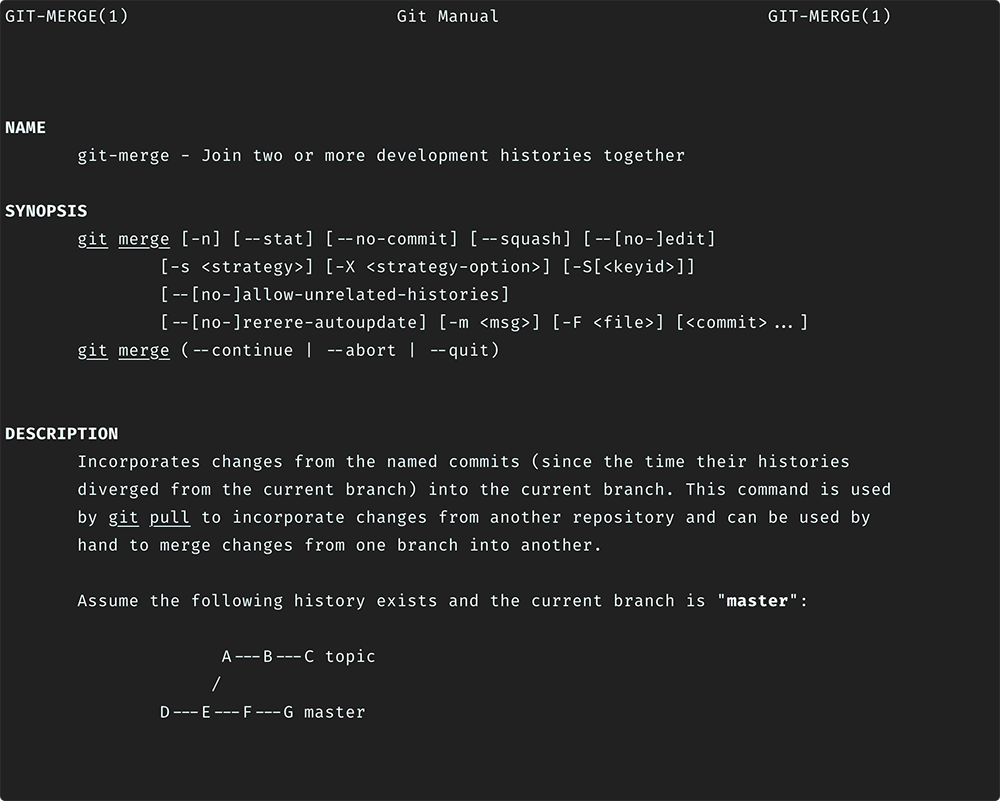 GIT-MERGE(1) Git Manual GIT-MERGE(1)
NAME
git-merge - Join two or more development histories together
SYNOPSIS
git merge [-n] [--stat] [--no-commit] [--squash] [--[no-]edit]
[-s <strategy>] [-X <strategy-option>] [-S[<keyid>]]
[--[no-]allow-unrelated-histories]
[--[no-]rerere-autoupdate] [-m <msg>] [-F <file>] [<commit>...]
git merge (--continue | --abort | --quit)
DESCRIPTION
Incorporates changes from the named commits (since the time their histories
diverged from the current branch) into the current branch. This command is used
by git pull to incorporate changes from another repository and can be used by
hand to merge changes from one branch into another.
Assume the following history exists and the current branch is "master":
A---B---C topic
/
D---E---F---G master